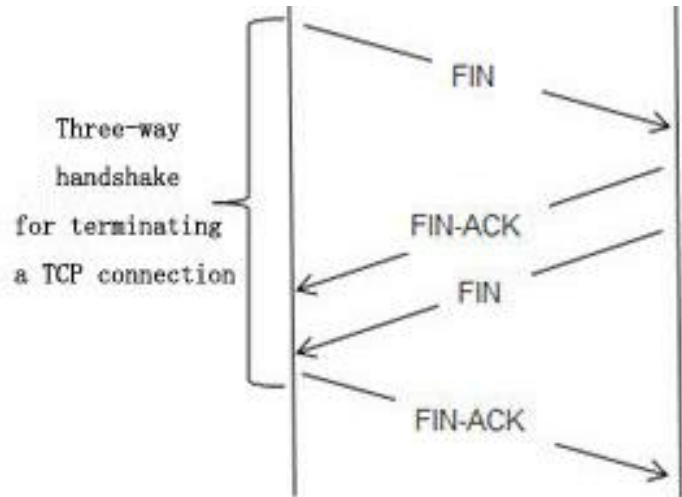 FIN
Three-way
handshake
for terminating
a TCP connection
FIN-ACK
FIN
FIN-ACK